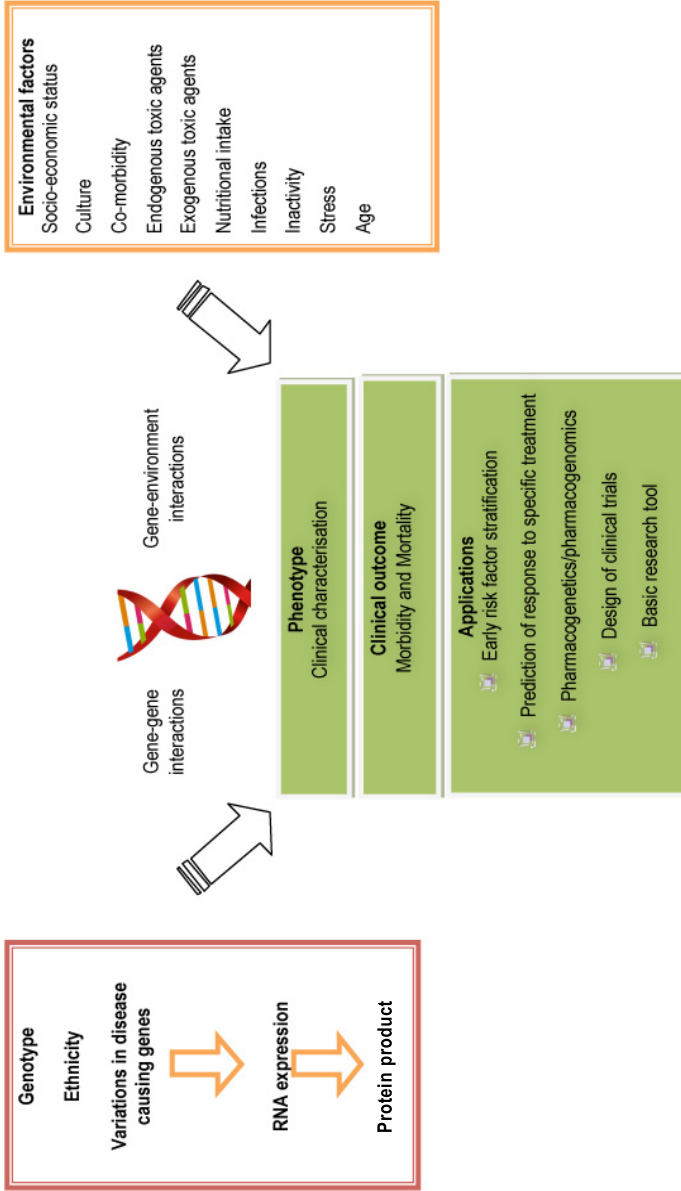 Genotype
Ethnicity
Variations in disease
causing genes
RNA expression
Protein product
Gene-gene
interactions
Gene-environment
interactions
Environmental factors
Socio-economic status
Culture
Co-morbidity
Endogenous toxic agents
Exogenous toxic agents
Nutritional intake
Infections
Inactivity
Stress
Age
Phenotype
Clinical characterisation
Clinical outcome
Morbidity and Mortality
Applications
Early risk factor stratification
Prediction of response to specific treatment
Pharmacogenetics/pharmacogenomics
Design of clinical trials
Basic research tool